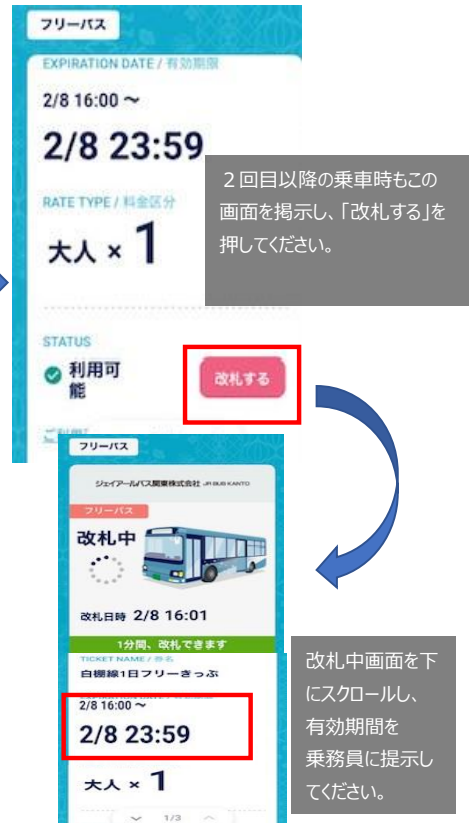 フリーパス
EXPIRATION DATE / 有効期限
2/8 16:00 ～
2/8 23:59
RATE TYPE / 料金区分
大人 × 1
２回目以降の乗車時もこの
画面を掲示し、「改札する」を
押してください。
STATUS
利用可
能
改札する
フリーパス
ジェイアールバス関東株式会社 JR BUS KANTO
フリーパス
改札中
改札日時 2/8 16:01
1分間、改札できます
TICKET NAME / 券名
白棚線1日フリーきっぷ
2/8 16:00 ～
2/8 23:59
大人 × 1
1/3
改札中画面を下
にスクロールし、
有効期間を
乗務員に提示し
てください。